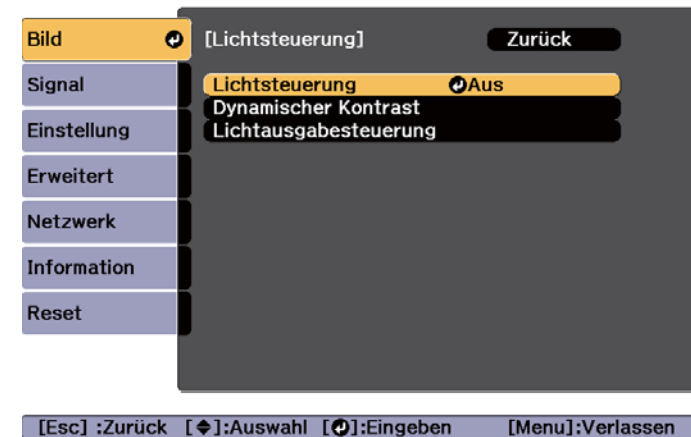 Bild
Signal
Einstellung
Erweitert
Netzwerk
Information
Reset
[Lichtsteuerung] Zurück
Lichtsteuerung Aus
Dynamischer Kontrast
Lichtausgabesteuerung
[Esc] :Zurück [ ]:Auswahl [ ]:Eingeben [Menu]:Verlassen